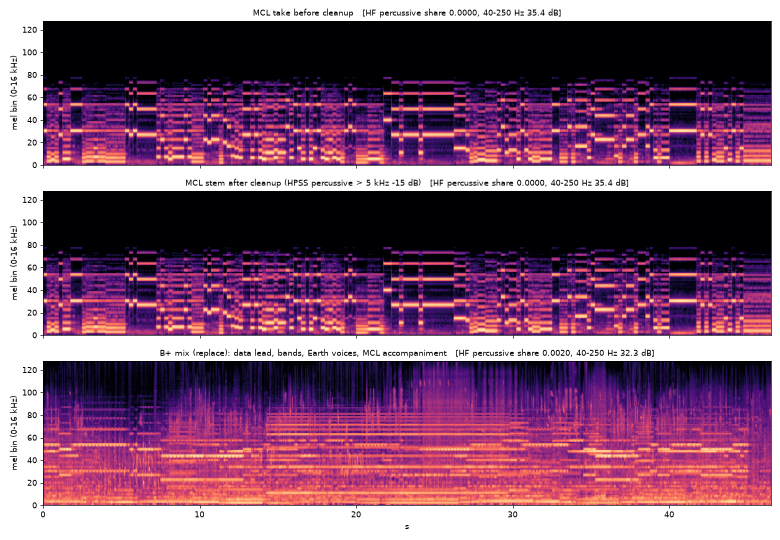 MCL take before cleanup [HF percussive share 0.0000, 40-250 Hz 35.4 dB]
mel bin (0-16 kHz)
120
100
80
60
40
20
0
MCL stem after cleanup (HPSS percussive > 5 kHz -15 dB) [HF percussive share 0.0000, 40-250 Hz 35.4 dB]
mel bin (0-16 kHz)
120
100
80
60
40
20
0
B+ mix (replace): data lead, bands, Earth voices, MCL accompaniment [HF percussive share 0.0020, 40-250 Hz 32.3 dB]
mel bin (0-16 kHz)
120
100
80
60
40
20
0
0 10 20 30 40
s